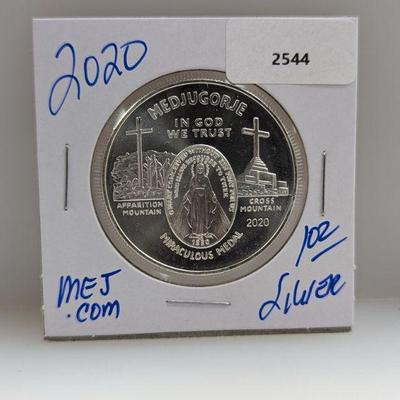 2020
2544
MEDJUGORJE
IN GOD
WE TRUST
APPARITION
MOUNTAIN
CROSS
MOUNTAIN
2020
1830
MIRACULOUS MEDAL
MEJ
.com
1oz
Silver